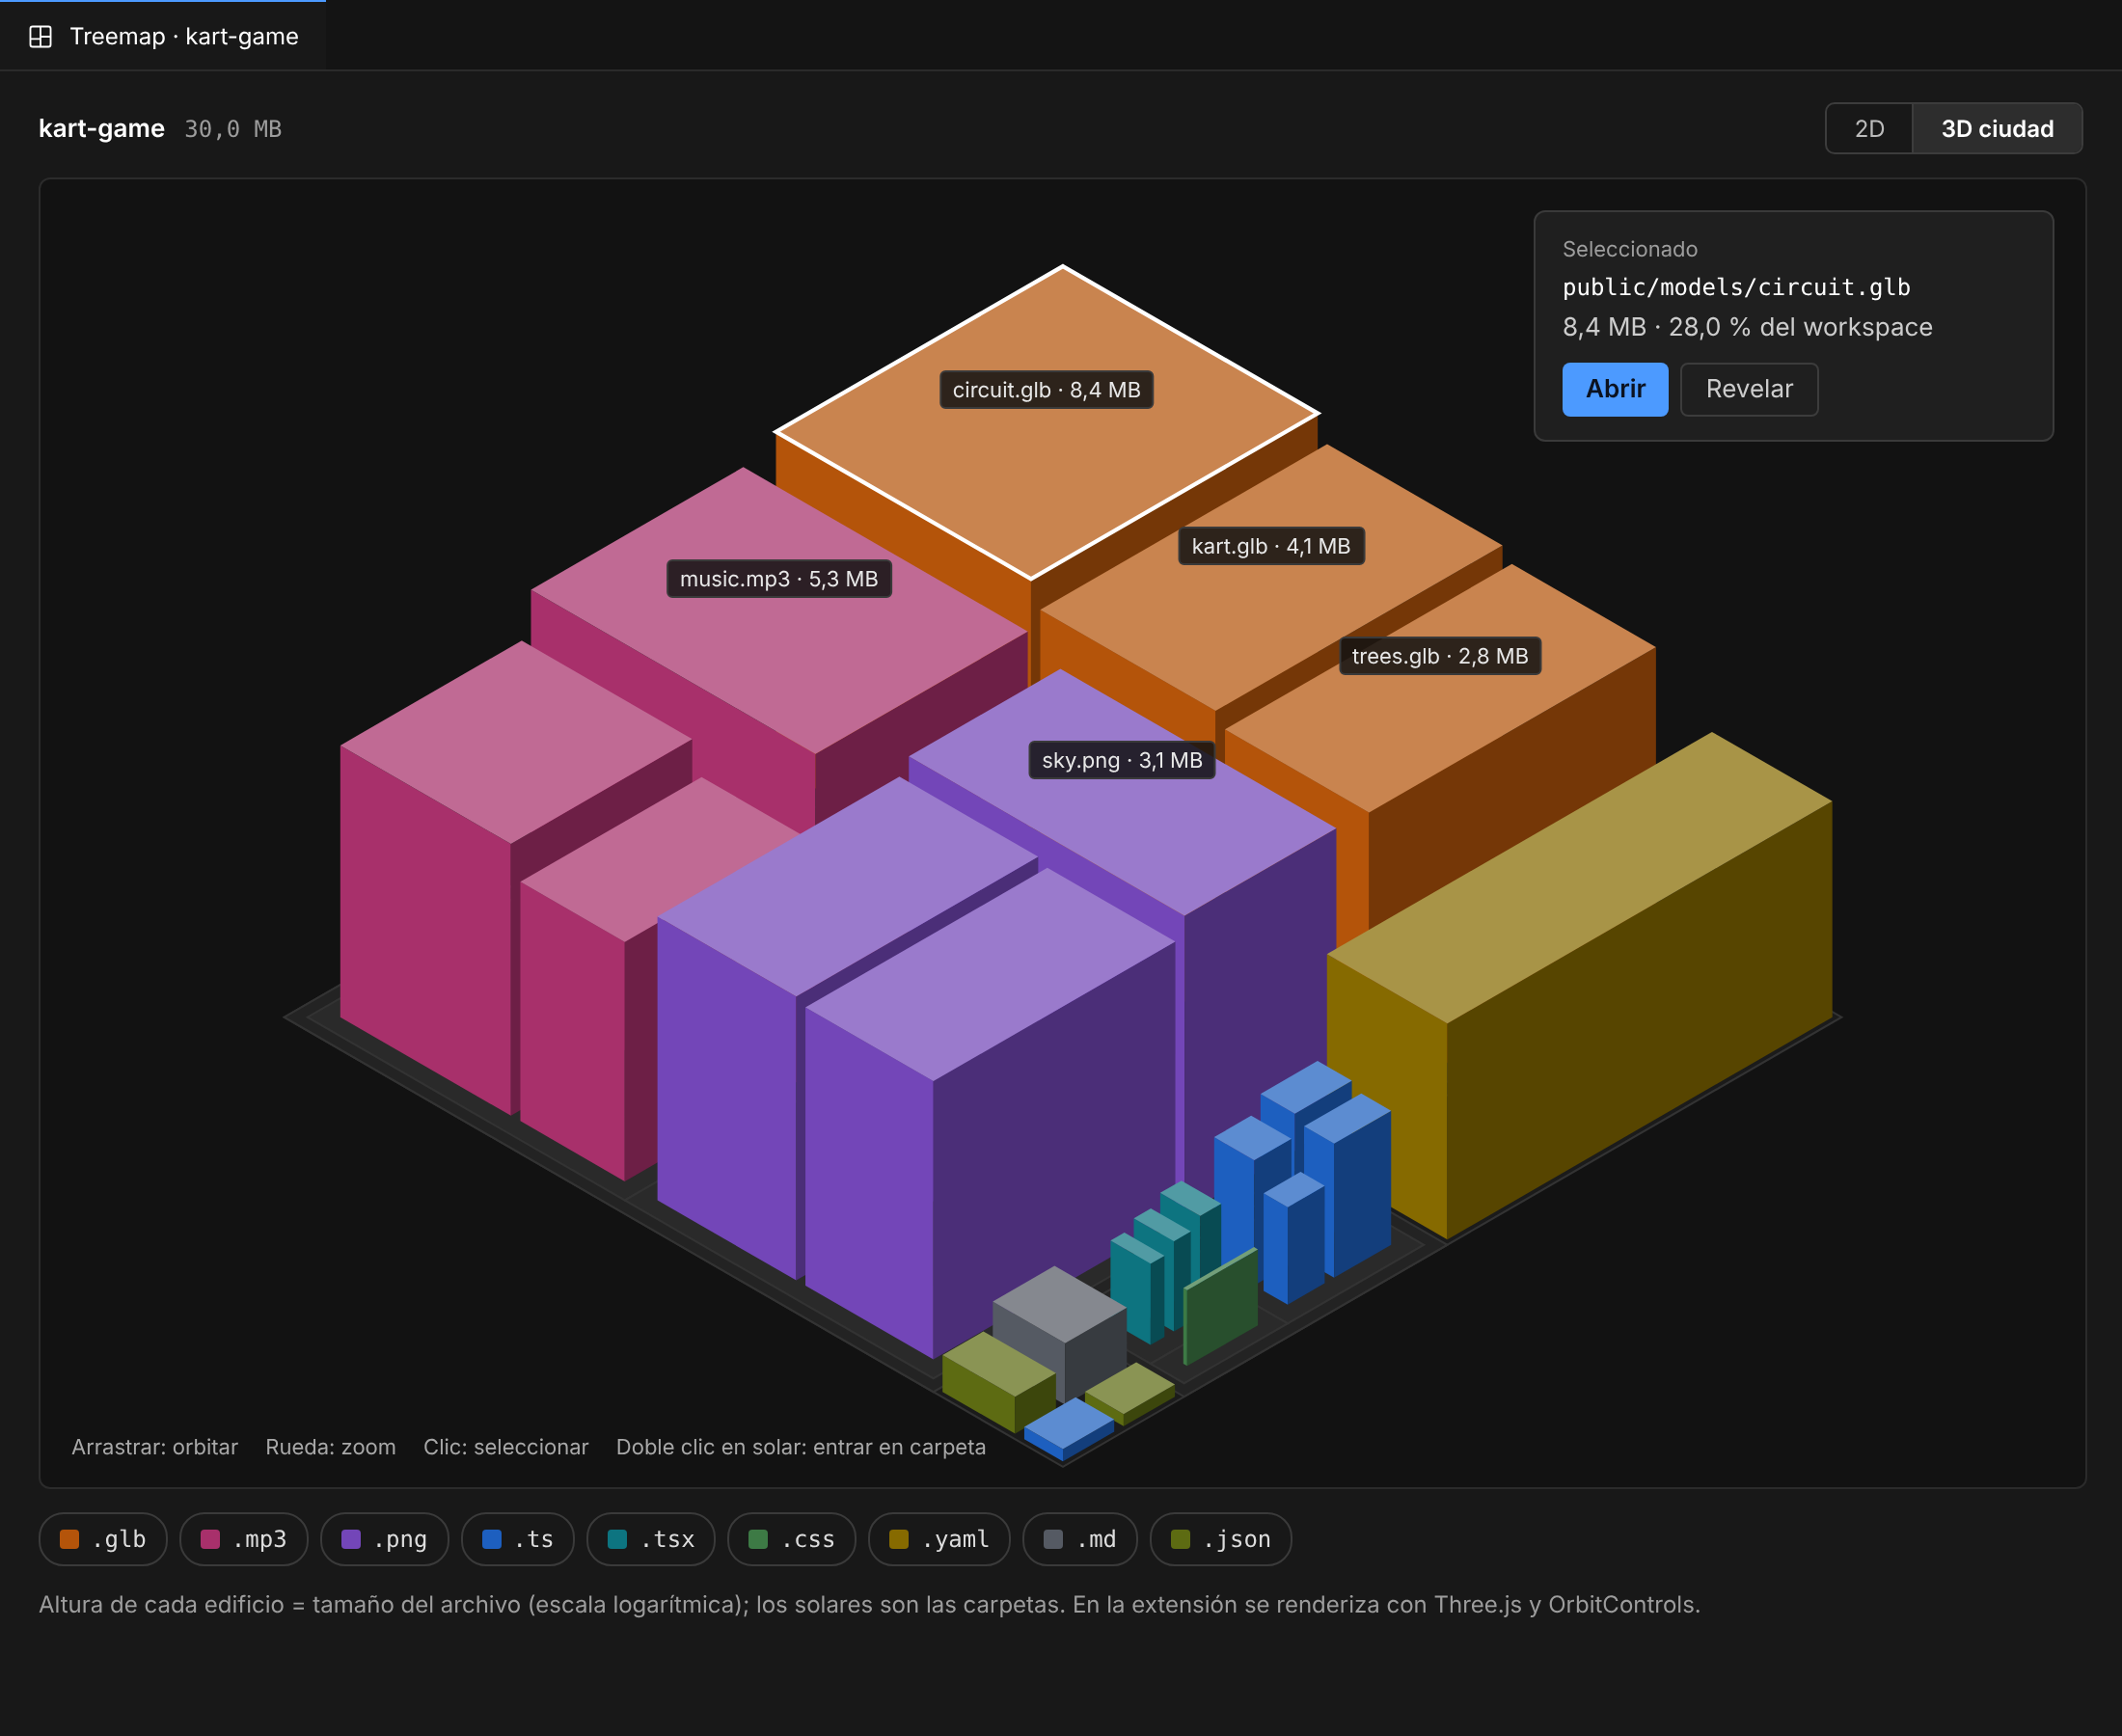 Treemap · kart-game
kart-game 30,0 MB
2D 3D ciudad
Seleccionado
public/models/circuit.glb
8,4 MB · 28,0 % del workspace
Abrir Revelar
circuit.glb · 8,4 MB
kart.glb · 4,1 MB
music.mp3 · 5,3 MB
trees.glb · 2,8 MB
sky.png · 3,1 MB
Arrastrar: orbitar Rueda: zoom Clic: seleccionar Doble clic en solar: entrar en carpeta
.glb .mp3 .png .ts .tsx .css .yaml .md .json
Altura de cada edificio = tamaño del archivo (escala logarítmica); los solares son las carpetas. En la extensión se renderiza con Three.js y OrbitControls.